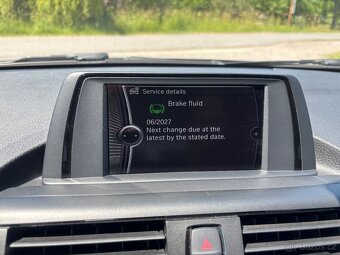 Service details
Brake fluid
06/2027
Next change due at the
latest by the stated date.